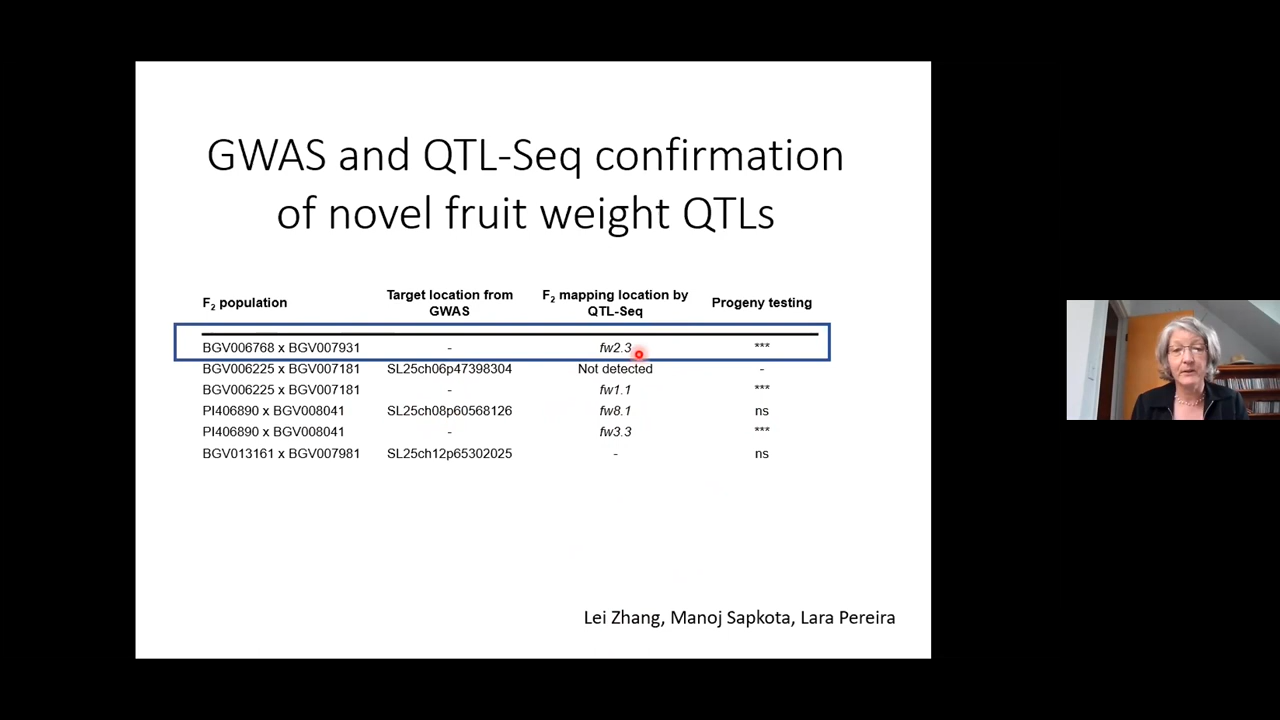 GWAS and QTL-Seq confirmation
of novel fruit weight QTLs
F2 population Target location from GWAS F2 mapping location by QTL-Seq Progeny testing
BGV006768 x BGV007931 - fw2.3 ***
BGV006225 x BGV007181 SL25ch06p47398304 Not detected -
BGV006225 x BGV007181 - fw1.1 ***
PI406890 x BGV008041 SL25ch08p60568126 fw8.1 ns
PI406890 x BGV008041 - fw3.3 ***
BGV013161 x BGV007981 SL25ch12p65302025 - ns
Lei Zhang, Manoj Sapkota, Lara Pereira